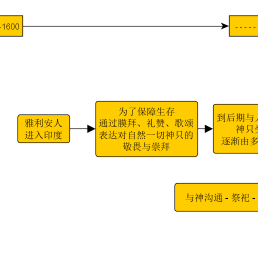 -1600
-----
雅利安人
进入印度
为了保障生存
通过膜拜、礼赞、歌颂
表达对自然一切神只的
敬畏与崇拜
到后期与
神只
逐渐由多
与神沟通 - 祭祀 -